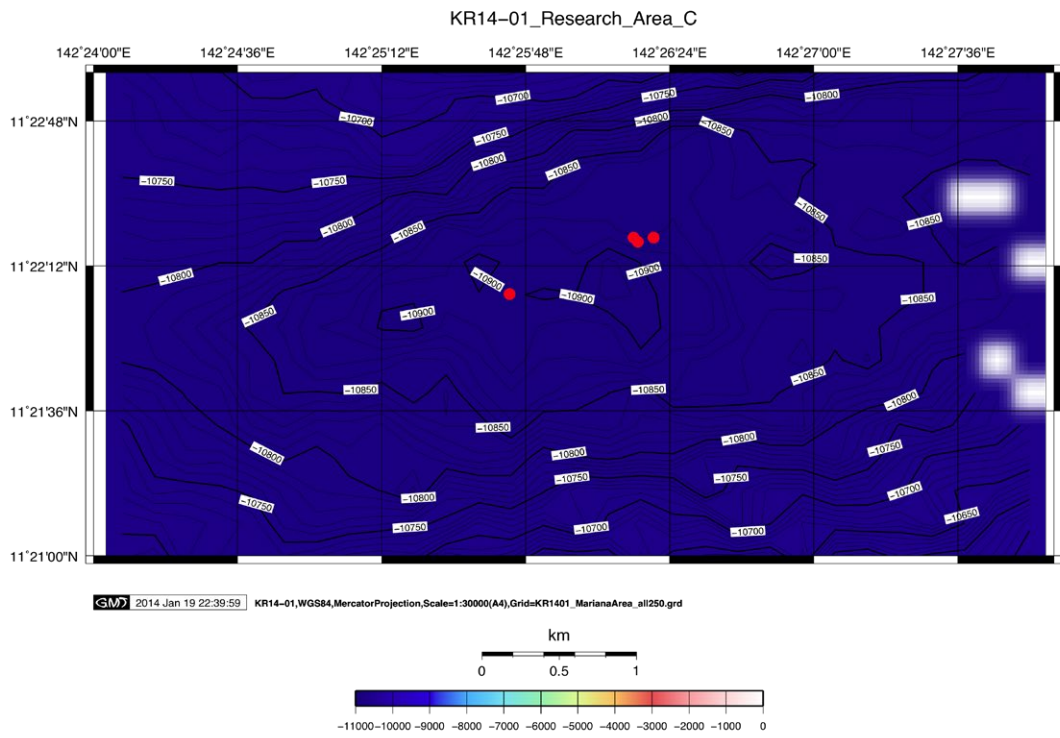 KR14-01_Research_Area_C
142˚24'00"E 142˚24'36"E 142˚25'12"E 142˚25'48"E 142˚26'24"E 142˚27'00"E 142˚27'36"E
−10700 −10750 −10800
11˚22'48"N −10700 −10750 −10800 −10850
−10800 −10850
−10750 −10750
−10800 −10850 −10850 −10850
11˚22'12"N −10800 −10900 −10900 −10850
−10850 −10900 −10900 −10850
−10850 −10850 −10850
11˚21'36"N −10850 −10800
−10800 −10800 −10800 −10750
−10750 −10800 −10750 −10750 −10700
−10750 −10700 −10700 −10650
11˚21'00"N
GMT 2014 Jan 19 22:39:59 KR14-01,WGS84,MercatorProjection,Scale=1:30000(A4),Grid=KR1401_MarianaArea_all250.grd
km
0 0.5 1
−11000 −10000 −9000 −8000 −7000 −6000 −5000 −4000 −3000 −2000 −1000 0